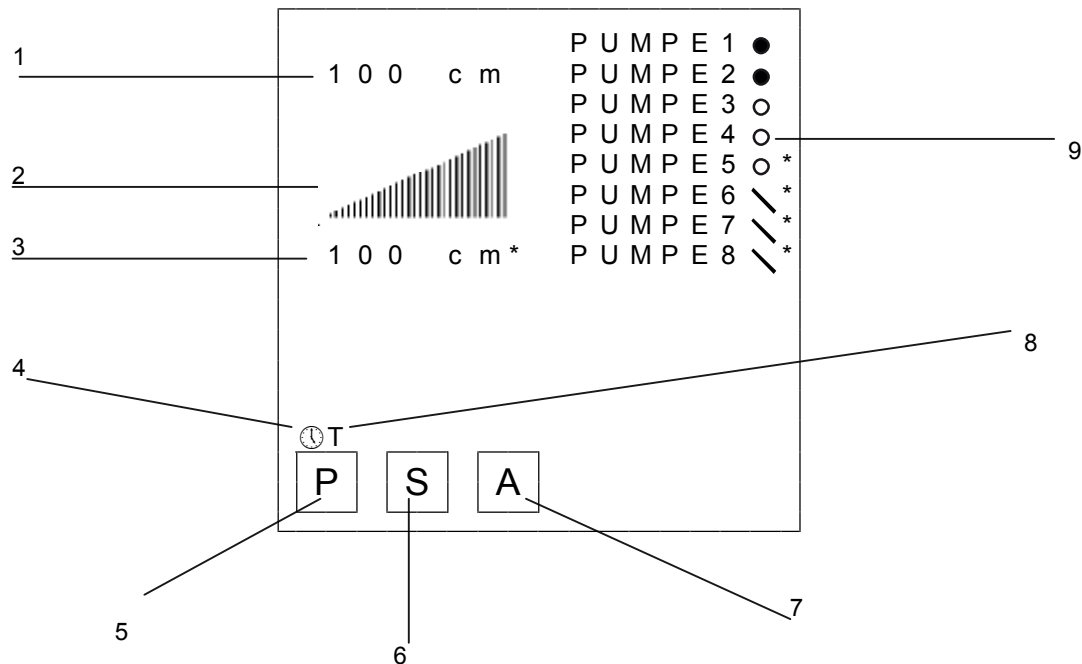 1
100 cm
PUMPE1 ●
PUMPE2 ●
PUMPE3 ○
PUMPE4 ○
9
PUMPE5 ○ *
2
PUMPE6 \ *
PUMPE7 \ *
3
100 cm*
PUMPE8 \ *
4
8
T
P S A
5
6
7